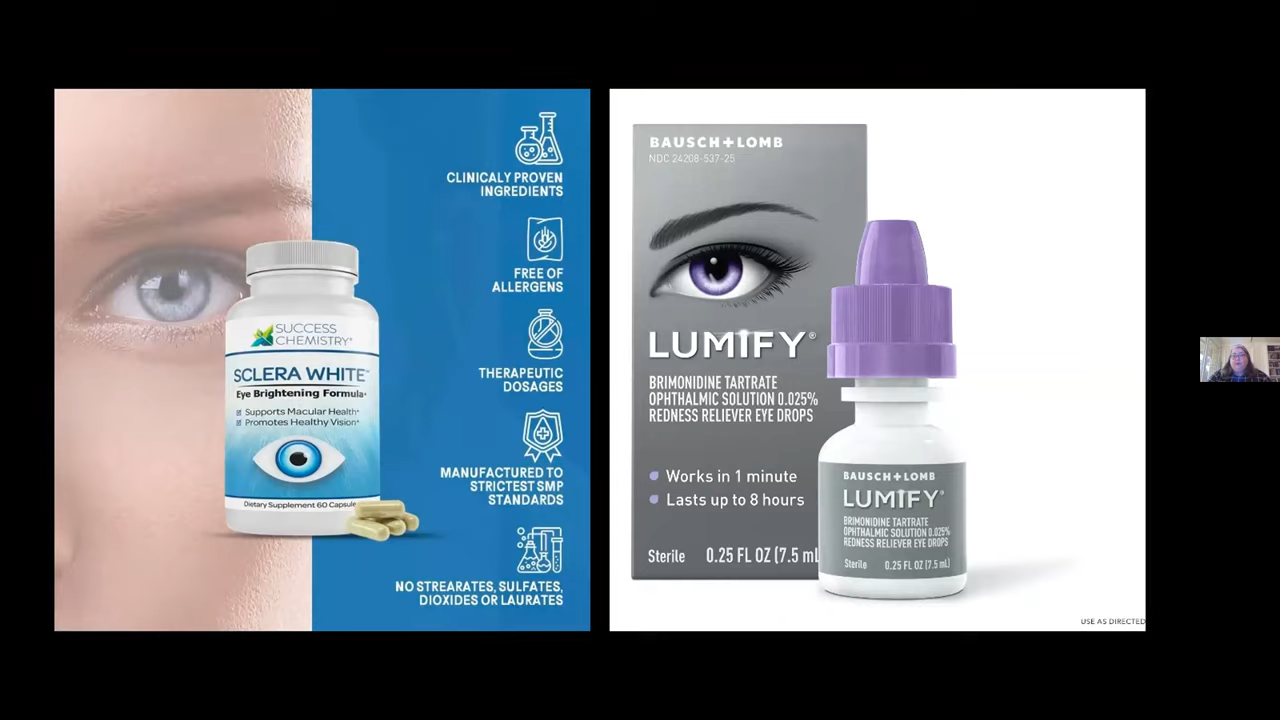 CLINICALY PROVEN
INGREDIENTS
FREE OF
ALLERGENS
THERAPEUTIC
DOSAGES
MANUFACTURED TO
STRICTEST SMP
STANDARDS
NO STREARATES, SULFATES,
DIOXIDES OR LAURATES
SUCCESS
CHEMISTRY®
SCLERA WHITE™
Eye Brightening Formula*
Supports Macular Health*
Promotes Healthy Vision*
Dietary Supplement 60 Capsule
BAUSCH+LOMB
NDC 24208-537-25
LUMIFY®
BRIMONIDINE TARTRATE
OPHTHALMIC SOLUTION 0.025%
REDNESS RELIEVER EYE DROPS
Works in 1 minute
Lasts up to 8 hours
Sterile 0.25 FL OZ (7.5 mL
BAUSCH+LOMB
LUMIFY®
BRIMONIDINE TARTRATE
OPHTHALMIC SOLUTION 0.025%
REDNESS RELIEVER EYE DROPS
Sterile 0.25 FL OZ (7.5 mL)
USE AS DIRECTED